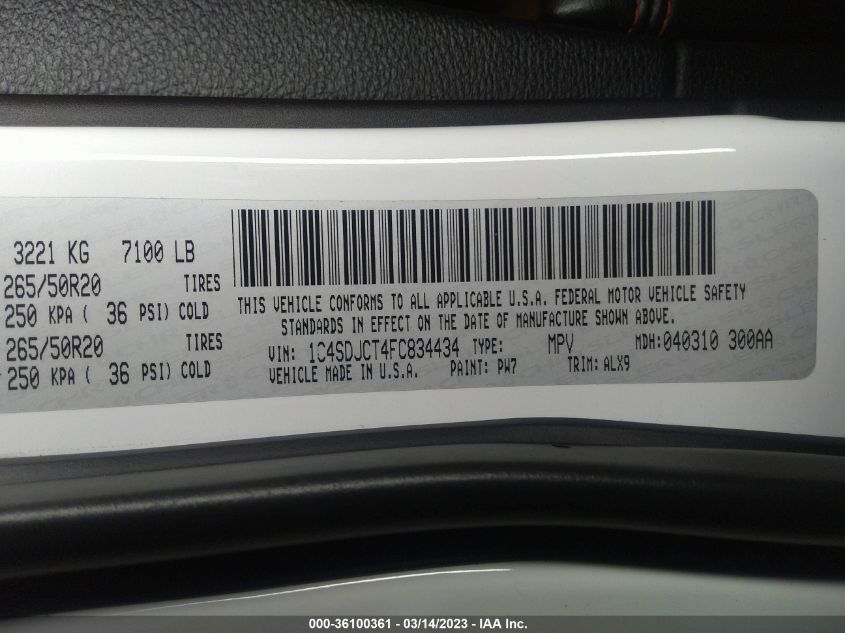 3221 KG 7100 LB
265/50R20 TIRES
250 KPA ( 36 PSI) COLD
265/50R20 TIRES
250 KPA ( 36 PSI) COLD
THIS VEHICLE CONFORMS TO ALL APPLICABLE U.S.A. FEDERAL MOTOR VEHICLE SAFETY
STANDARDS IN EFFECT ON THE DATE OF MANUFACTURE SHOWN ABOVE.
VIN: 1C4SDJCT4FC834434 TYPE: MPV MDH:040310 300AA
VEHICLE MADE IN U.S.A. PAINT: PW7 TRIM: ALX9
000-36100361 - 03/14/2023 - IAA Inc.